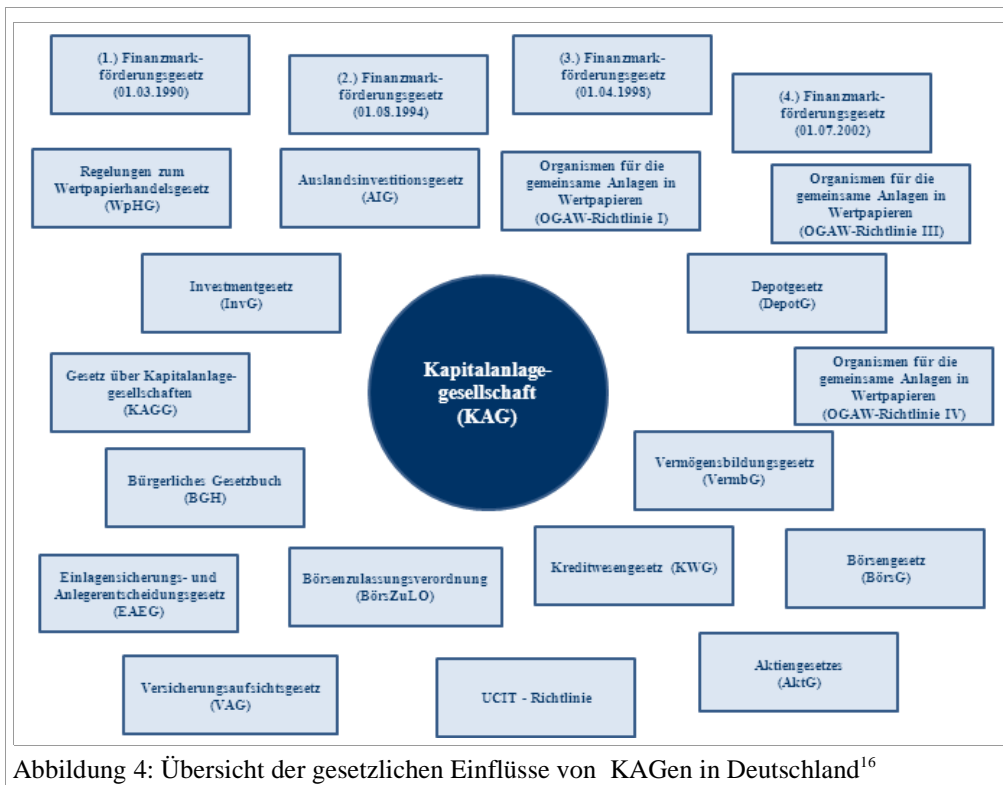 (1.) Finanzmark-
förderungsgesetz
(01.03.1990)
(2.) Finanzmark-
förderungsgesetz
(01.08.1994)
(3.) Finanzmark-
förderungsgesetz
(01.04.1998)
(4.) Finanzmark-
förderungsgesetz
(01.07.2002)
Regelungen zum
Wertpapierhandelsgesetz
(WpHG)
Auslandsinvestitionsgesetz
(AIG)
Organismen für die
gemeinsame Anlagen in
Wertpapieren
(OGAW-Richtlinie I)
Organismen für die
gemeinsame Anlagen in
Wertpapieren
(OGAW-Richtlinie III)
Investmentgesetz
(InvG)
Depotgesetz
(DepotG)
Gesetz über Kapitalanlage-
gesellschaften
(KAGG)
Kapitalanlage-
gesellschaft
(KAG)
Organismen für die
gemeinsame Anlagen in
Wertpapieren
(OGAW-Richtlinie IV)
Bürgerliches Gesetzbuch
(BGH)
Vermögensbildungsgesetz
(VermbG)
Einlagensicherungs- und
Anlegerentscheidungsgesetz
(EAEG)
Börsenzulassungsverordnung
(BörsZuLO)
Kreditwesengesetz (KWG)
Börsengesetz
(BörsG)
Versicherungsaufsichtsgesetz
(VAG)
UCIT - Richtlinie
Aktiengesetzes
(AktG)
Abbildung 4: Übersicht der gesetzlichen Einflüsse von KAGen in Deutschland16